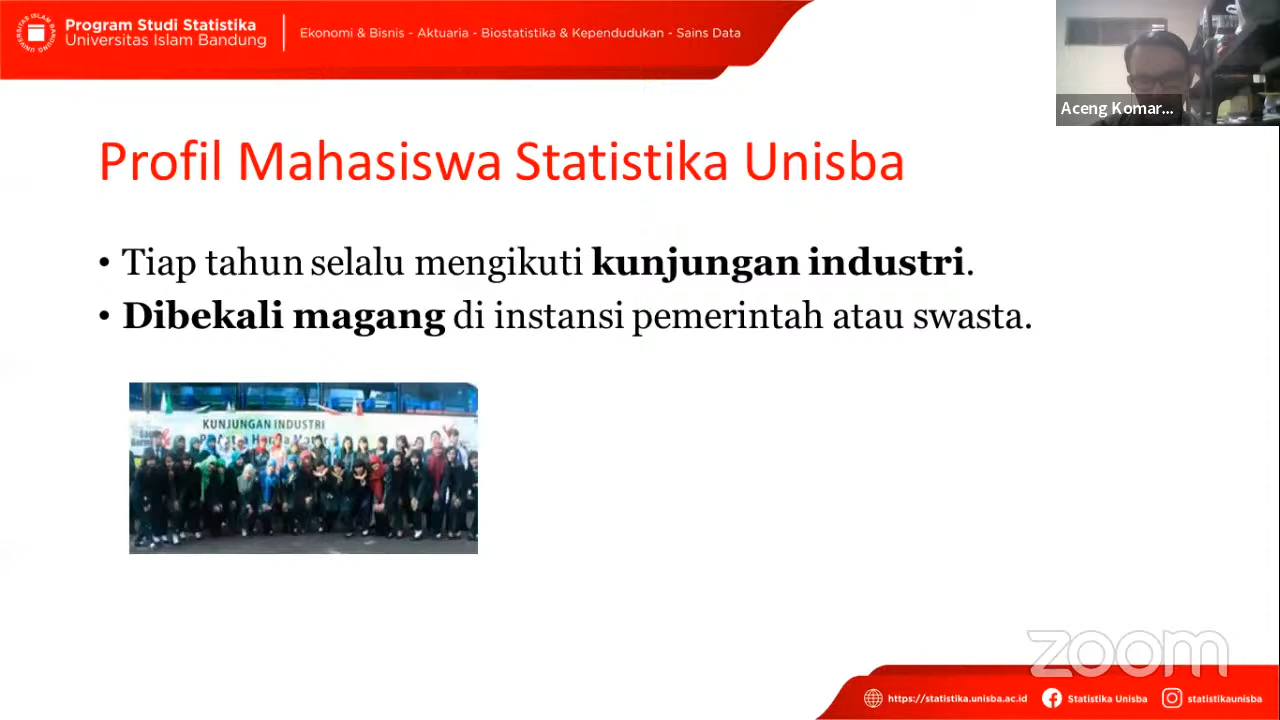 Program Studi Statistika
Universitas Islam Bandung
Ekonomi & Bisnis - Aktuaria - Biostatistika & Kependudukan - Sains Data
Aceng Komar...
Profil Mahasiswa Statistika Unisba
• Tiap tahun selalu mengikuti kunjungan industri.
• Dibekali magang di instansi pemerintah atau swasta.
KUNJUNGAN INDUSTRI
zoom
https://statistika.unisba.ac.id
Statistika Unisba
statistikaunisba